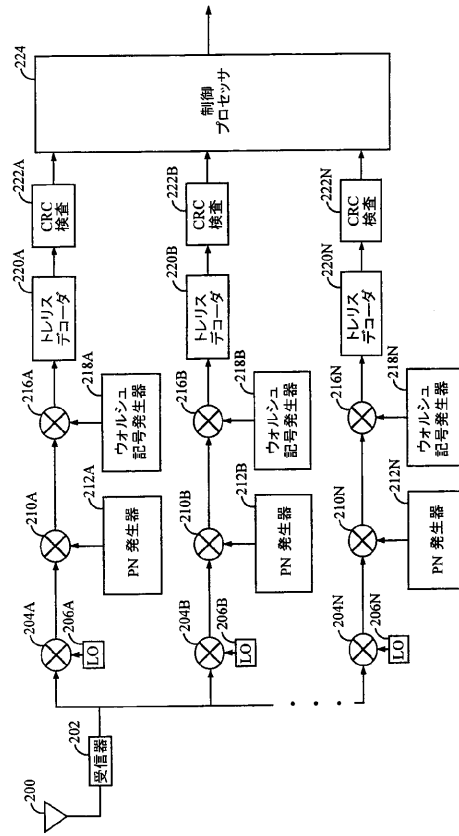 200
202
受信器
204A
206A
LO
210A
212A
PN 発生器
216A
218A
ウォルシュ
記号発生器
220A
トレリス
デコーダ
222A
CRC
検査
224
制御
プロセッサ
204B
206B
LO
210B
212B
PN 発生器
216B
218B
ウォルシュ
記号発生器
220B
トレリス
デコーダ
222B
CRC
検査
204N
206N
LO
210N
212N
PN 発生器
216N
218N
ウォルシュ
記号発生器
220N
トレリス
デコーダ
222N
CRC
検査